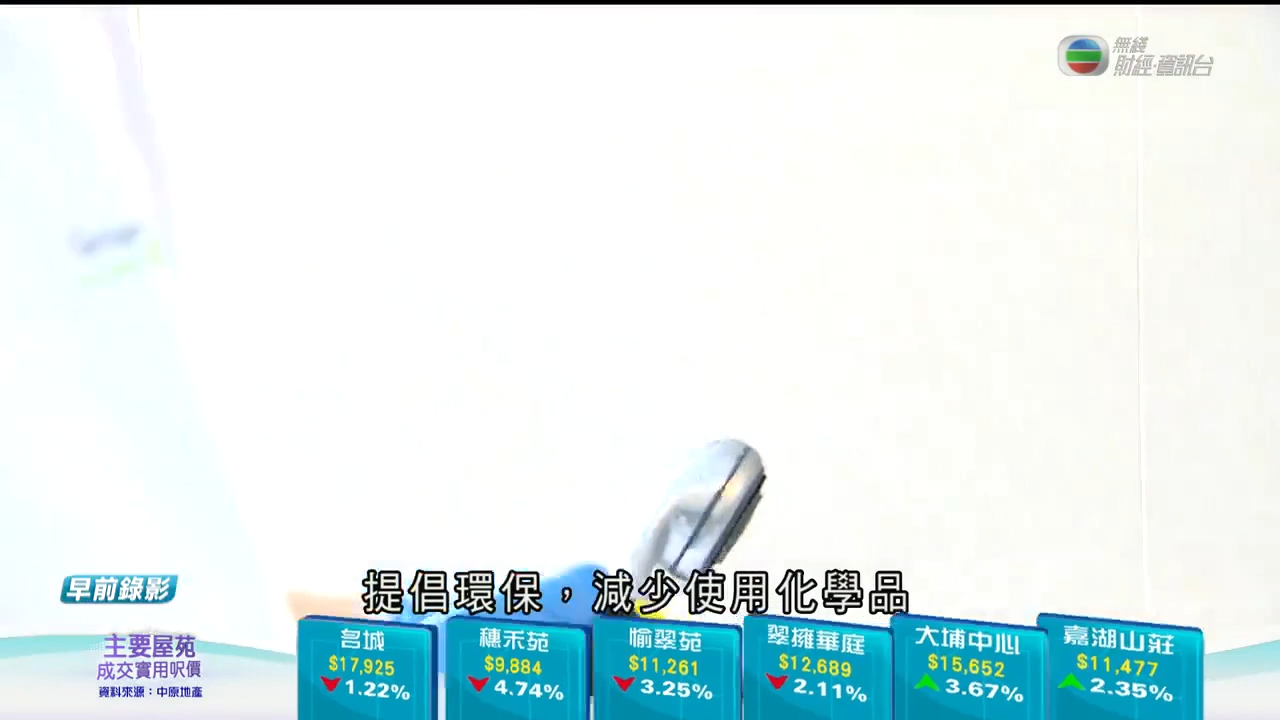 無綫
財經·資訊台
提倡環保，減少使用化學品
早前錄影
主要屋苑
成交實用呎價
資料來源：中原地產
名城
$17,925
1.22%
穗禾苑
$9,884
4.74%
愉翠苑
$11,261
3.25%
翠擁華庭
$12,689
2.11%
大埔中心
$15,652
3.67%
嘉湖山莊
$11,477
2.35%